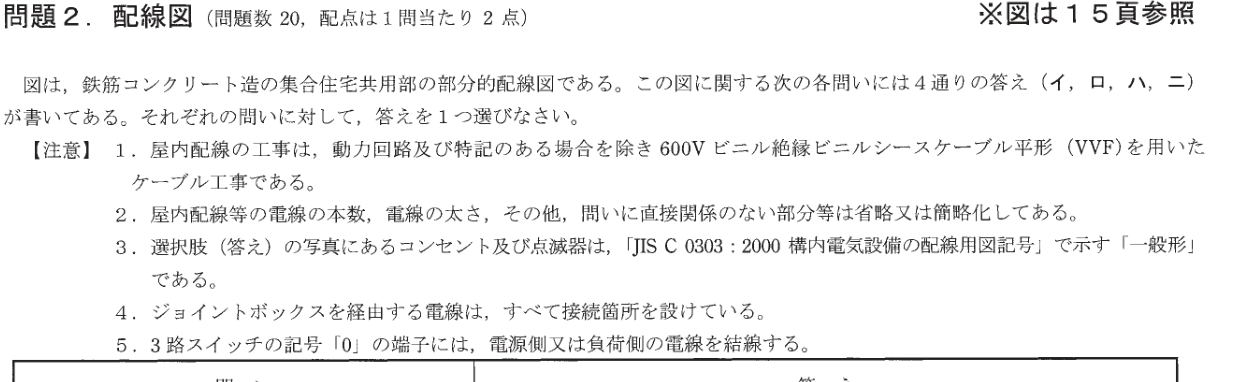 問題２．配線図（問題数 20，配点は１問当たり 2 点）　※図は１５頁参照
図は，鉄筋コンクリート造の集合住宅共用部の部分的配線図である。この図に関する次の各問いには４通りの答え（イ，ロ，ハ，ニ）
が書いてある。それぞれの問いに対して，答えを１つ選びなさい。
【注意】１．屋内配線の工事は，動力回路及び特記のある場合を除き 600V ビニル絶縁ビニルシースケーブル平形（VVF）を用いた
ケーブル工事である。
２．屋内配線等の電線の本数，電線の太さ，その他，問いに直接関係のない部分等は省略又は簡略化してある。
３．選択肢（答え）の写真にあるコンセント及び点滅器は，「JIS C 0303：2000 構内電気設備の配線用図記号」で示す「一般形」
である。
４．ジョイントボックスを経由する電線は，すべて接続箇所を設けている。
５．３路スイッチの記号「0」の端子には，電源側又は負荷側の電線を結線する。